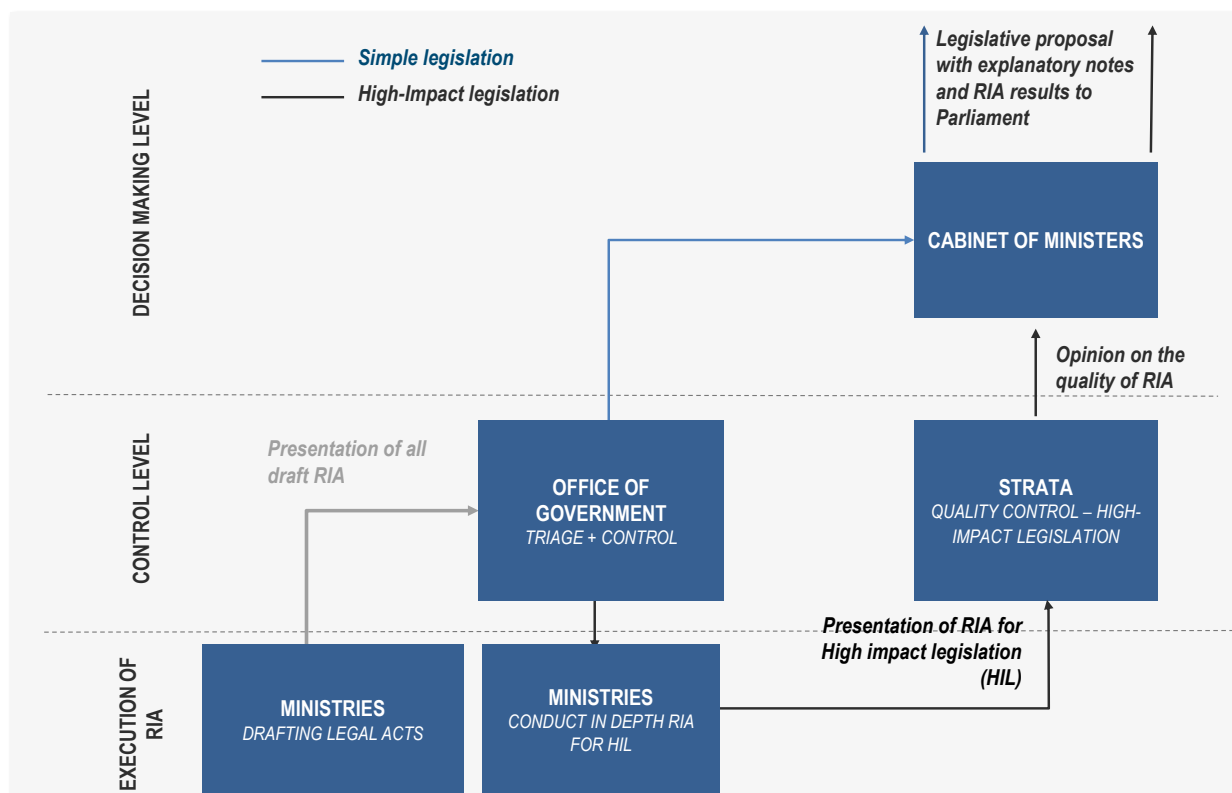 Simple legislation
High-Impact legislation
Legislative proposal
with explanatory notes
and RIA results to
Parliament
DECISION MAKING LEVEL
CABINET OF MINISTERS
Opinion on the
quality of RIA
CONTROL LEVEL
Presentation of all
draft RIA
OFFICE OF
GOVERNMENT
TRIAGE + CONTROL
STRATA
QUALITY CONTROL – HIGH-
IMPACT LEGISLATION
EXECUTION OF
RIA
MINISTRIES
DRAFTING LEGAL ACTS
MINISTRIES
CONDUCT IN DEPTH RIA
FOR HIL
Presentation of RIA for
High impact legislation
(HIL)